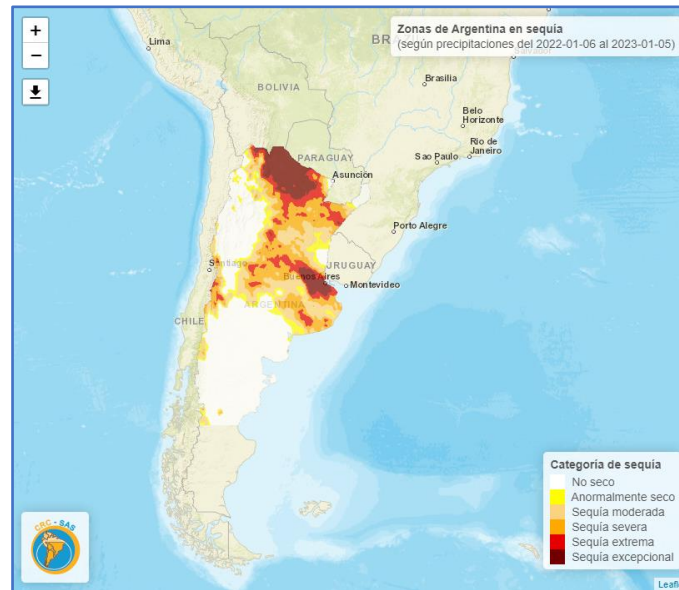 +
−
Zonas de Argentina en sequía
(según precipitaciones del 2022-01-06 al 2023-01-05)
Lima
BRA
Salvador
Brasilia
BOLIVIA
Belo
Horizonte
PARAGUAY
Rio de
Janeiro
Sao Paulo
Asunción
Porto Alegre
Santiago
URUGUAY
Buenos Aires
Montevideo
ARGENTINA
CHILE
Categoría de sequía
No seco
Anormalmente seco
Sequía moderada
Sequía severa
Sequía extrema
Sequía excepcional
CRC - SAS
Leafl